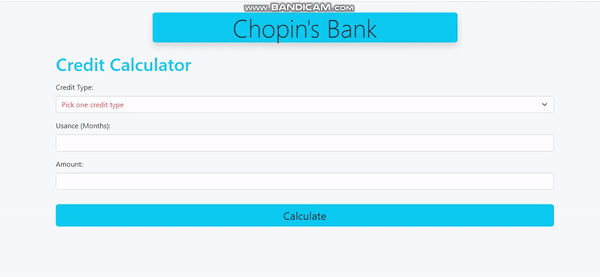 www.BANDICAM.com
Chopin's Bank
Credit Calculator
Credit Type:
Pick one credit type
Usance (Months):
Amount:
Calculate